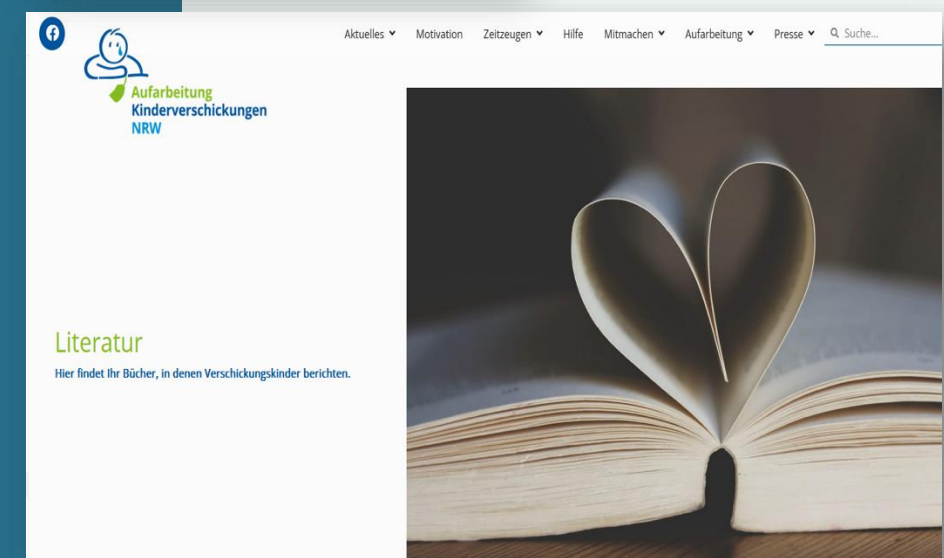 Aktuelles Motivation Zeitzeugen Hilfe Mitmachen Aufarbeitung Presse Suche...
Aufarbeitung
Kinderverschickungen
NRW
Literatur
Hier findet Ihr Bücher, in denen Verschickungskinder berichten.